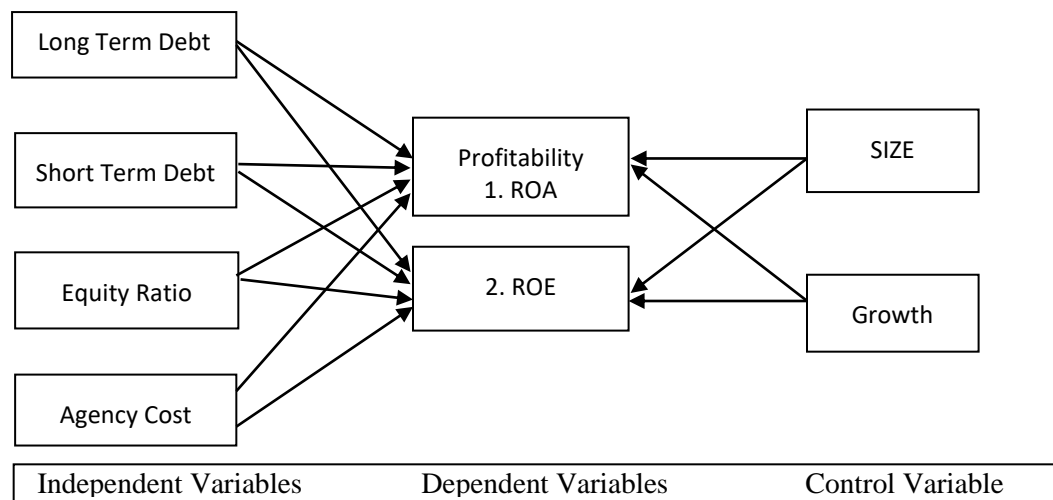 Long Term Debt
Short Term Debt
Equity Ratio
Agency Cost
Profitability
1. ROA
2. ROE
SIZE
Growth
Independent Variables Dependent Variables Control Variable